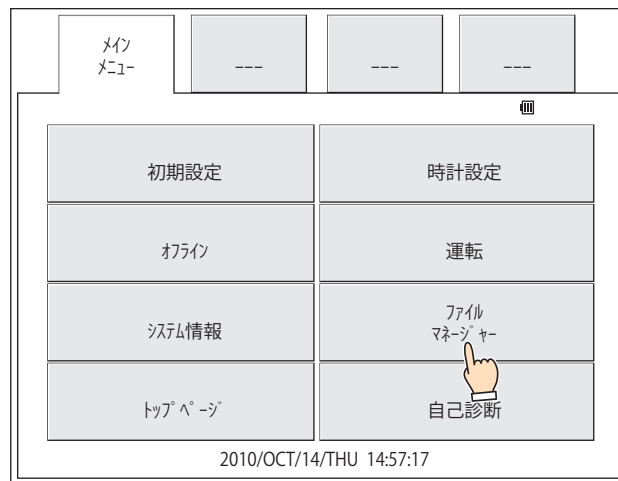 ﾒｲﾝ
ﾒﾆｭｰ
---
---
---
初期設定
時計設定
ｵﾌﾗｲﾝ
運転
ｼｽﾃﾑ情報
ﾌｧｲﾙ
ﾏﾈｰｼﾞｬｰ
ﾄｯﾌﾟﾍﾟｰｼﾞ
自己診断
2010/OCT/14/THU 14:57:17